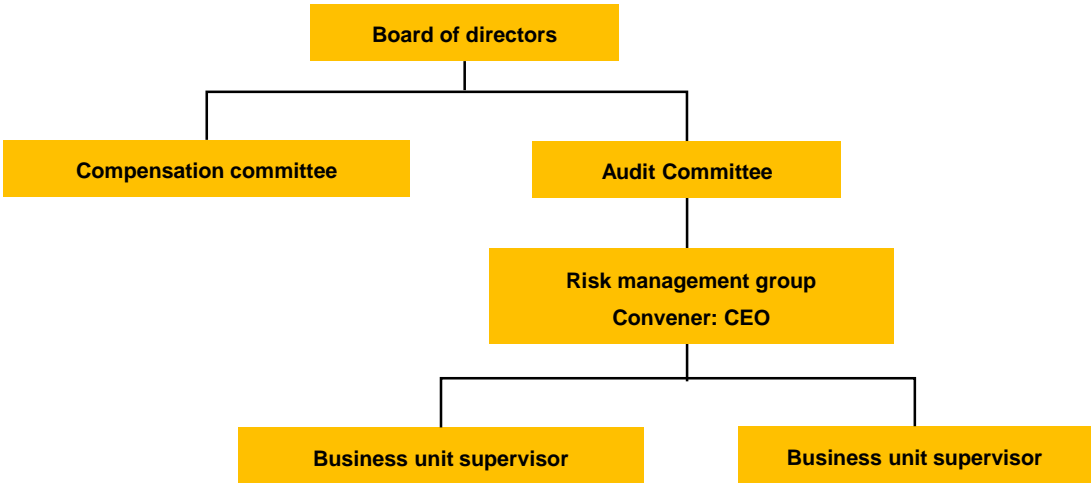 Board of directors
Compensation committee
Audit Committee
Risk management group
Convener: CEO
Business unit supervisor
Business unit supervisor